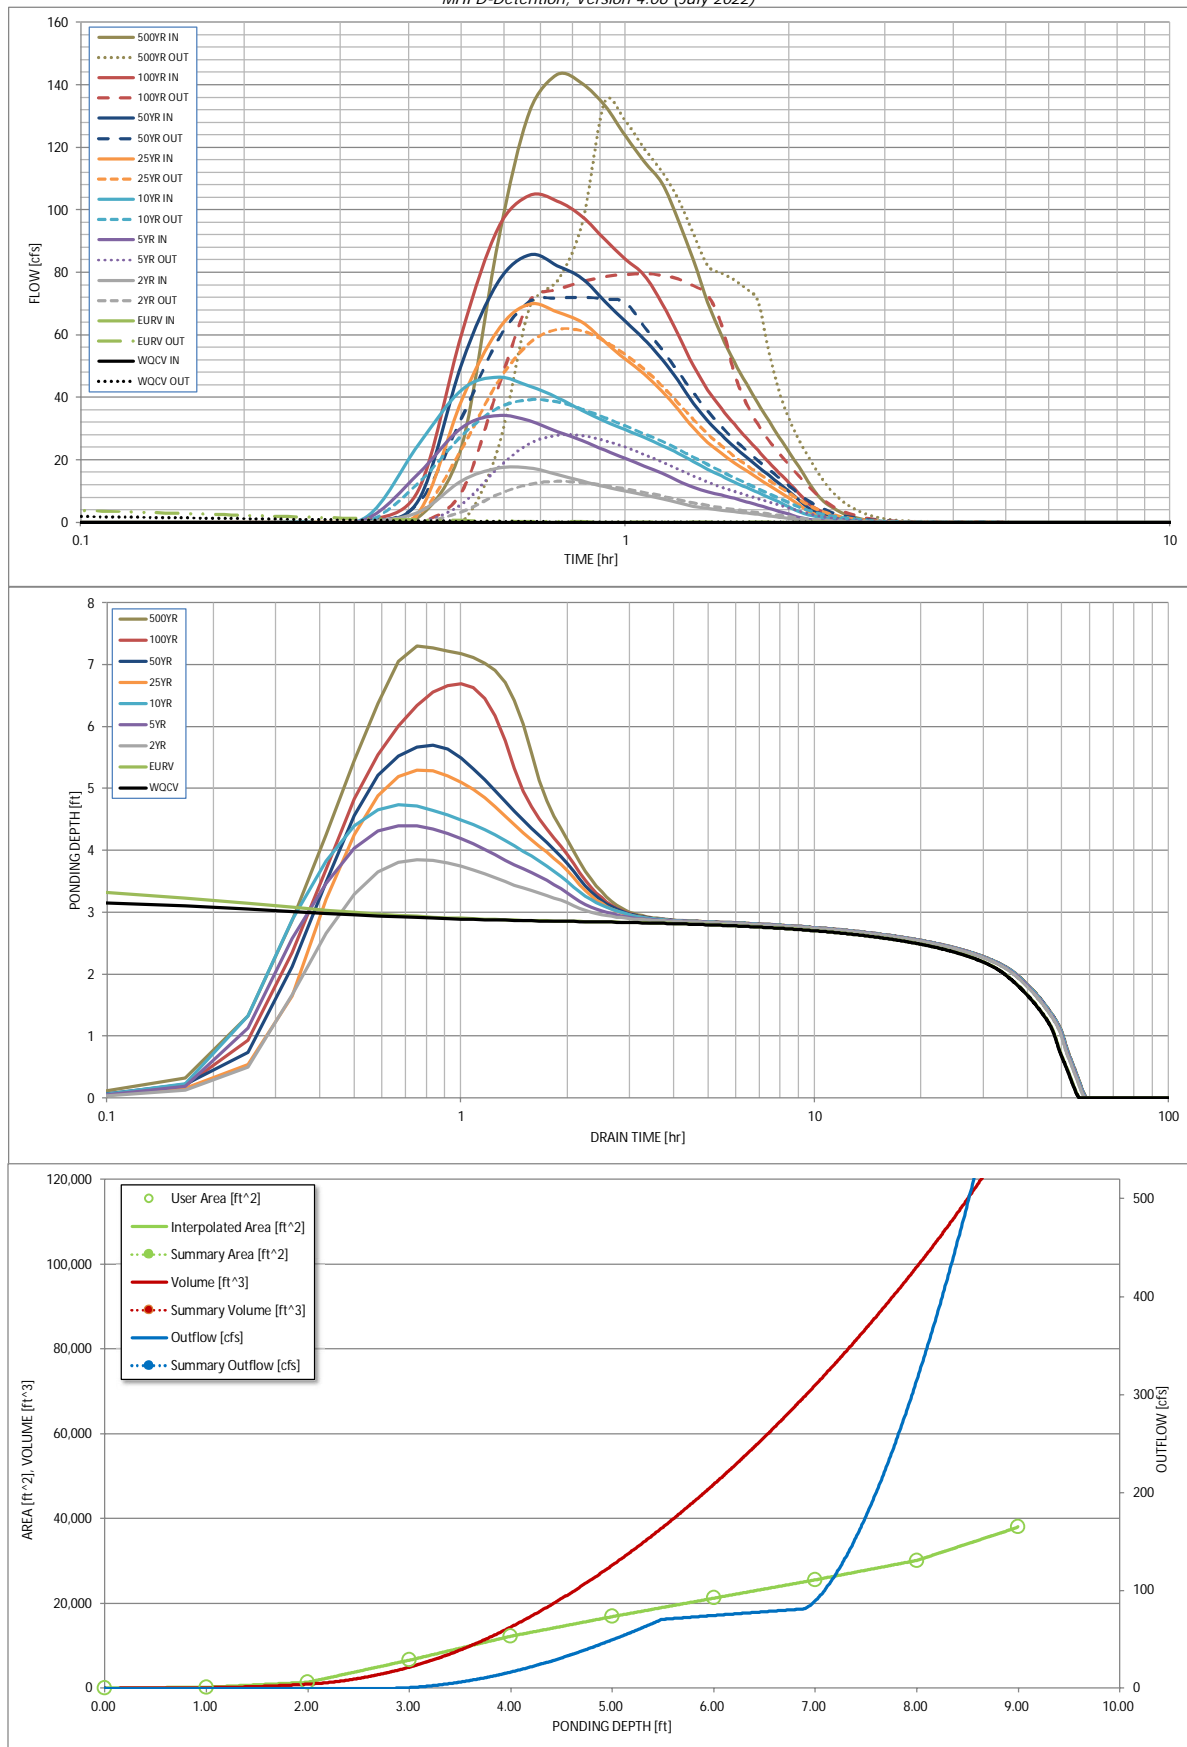 MHFD-Detention, Version 4.06 (July 2022)
160
140
120
100
80
60
40
20
0
FLOW [cfs]
500YR IN
500YR OUT
100YR IN
100YR OUT
50YR IN
50YR OUT
25YR IN
25YR OUT
10YR IN
10YR OUT
5YR IN
5YR OUT
2YR IN
2YR OUT
EURV IN
EURV OUT
WQCV IN
WQCV OUT
0.1
1
10
TIME [hr]
8
7
6
5
4
3
2
1
0
PONDING DEPTH [ft]
500YR
100YR
50YR
25YR
10YR
5YR
2YR
EURV
WQCV
0.1
1
10
100
DRAIN TIME [hr]
120,000
100,000
80,000
60,000
40,000
20,000
0
AREA [ft^2], VOLUME [ft^3]
User Area [ft^2]
Interpolated Area [ft^2]
Summary Area [ft^2]
Volume [ft^3]
Summary Volume [ft^3]
Outflow [cfs]
Summary Outflow [cfs]
500
400
300
200
100
0
OUTFLOW [cfs]
0.00
1.00
2.00
3.00
4.00
5.00
6.00
7.00
8.00
9.00
10.00
PONDING DEPTH [ft]